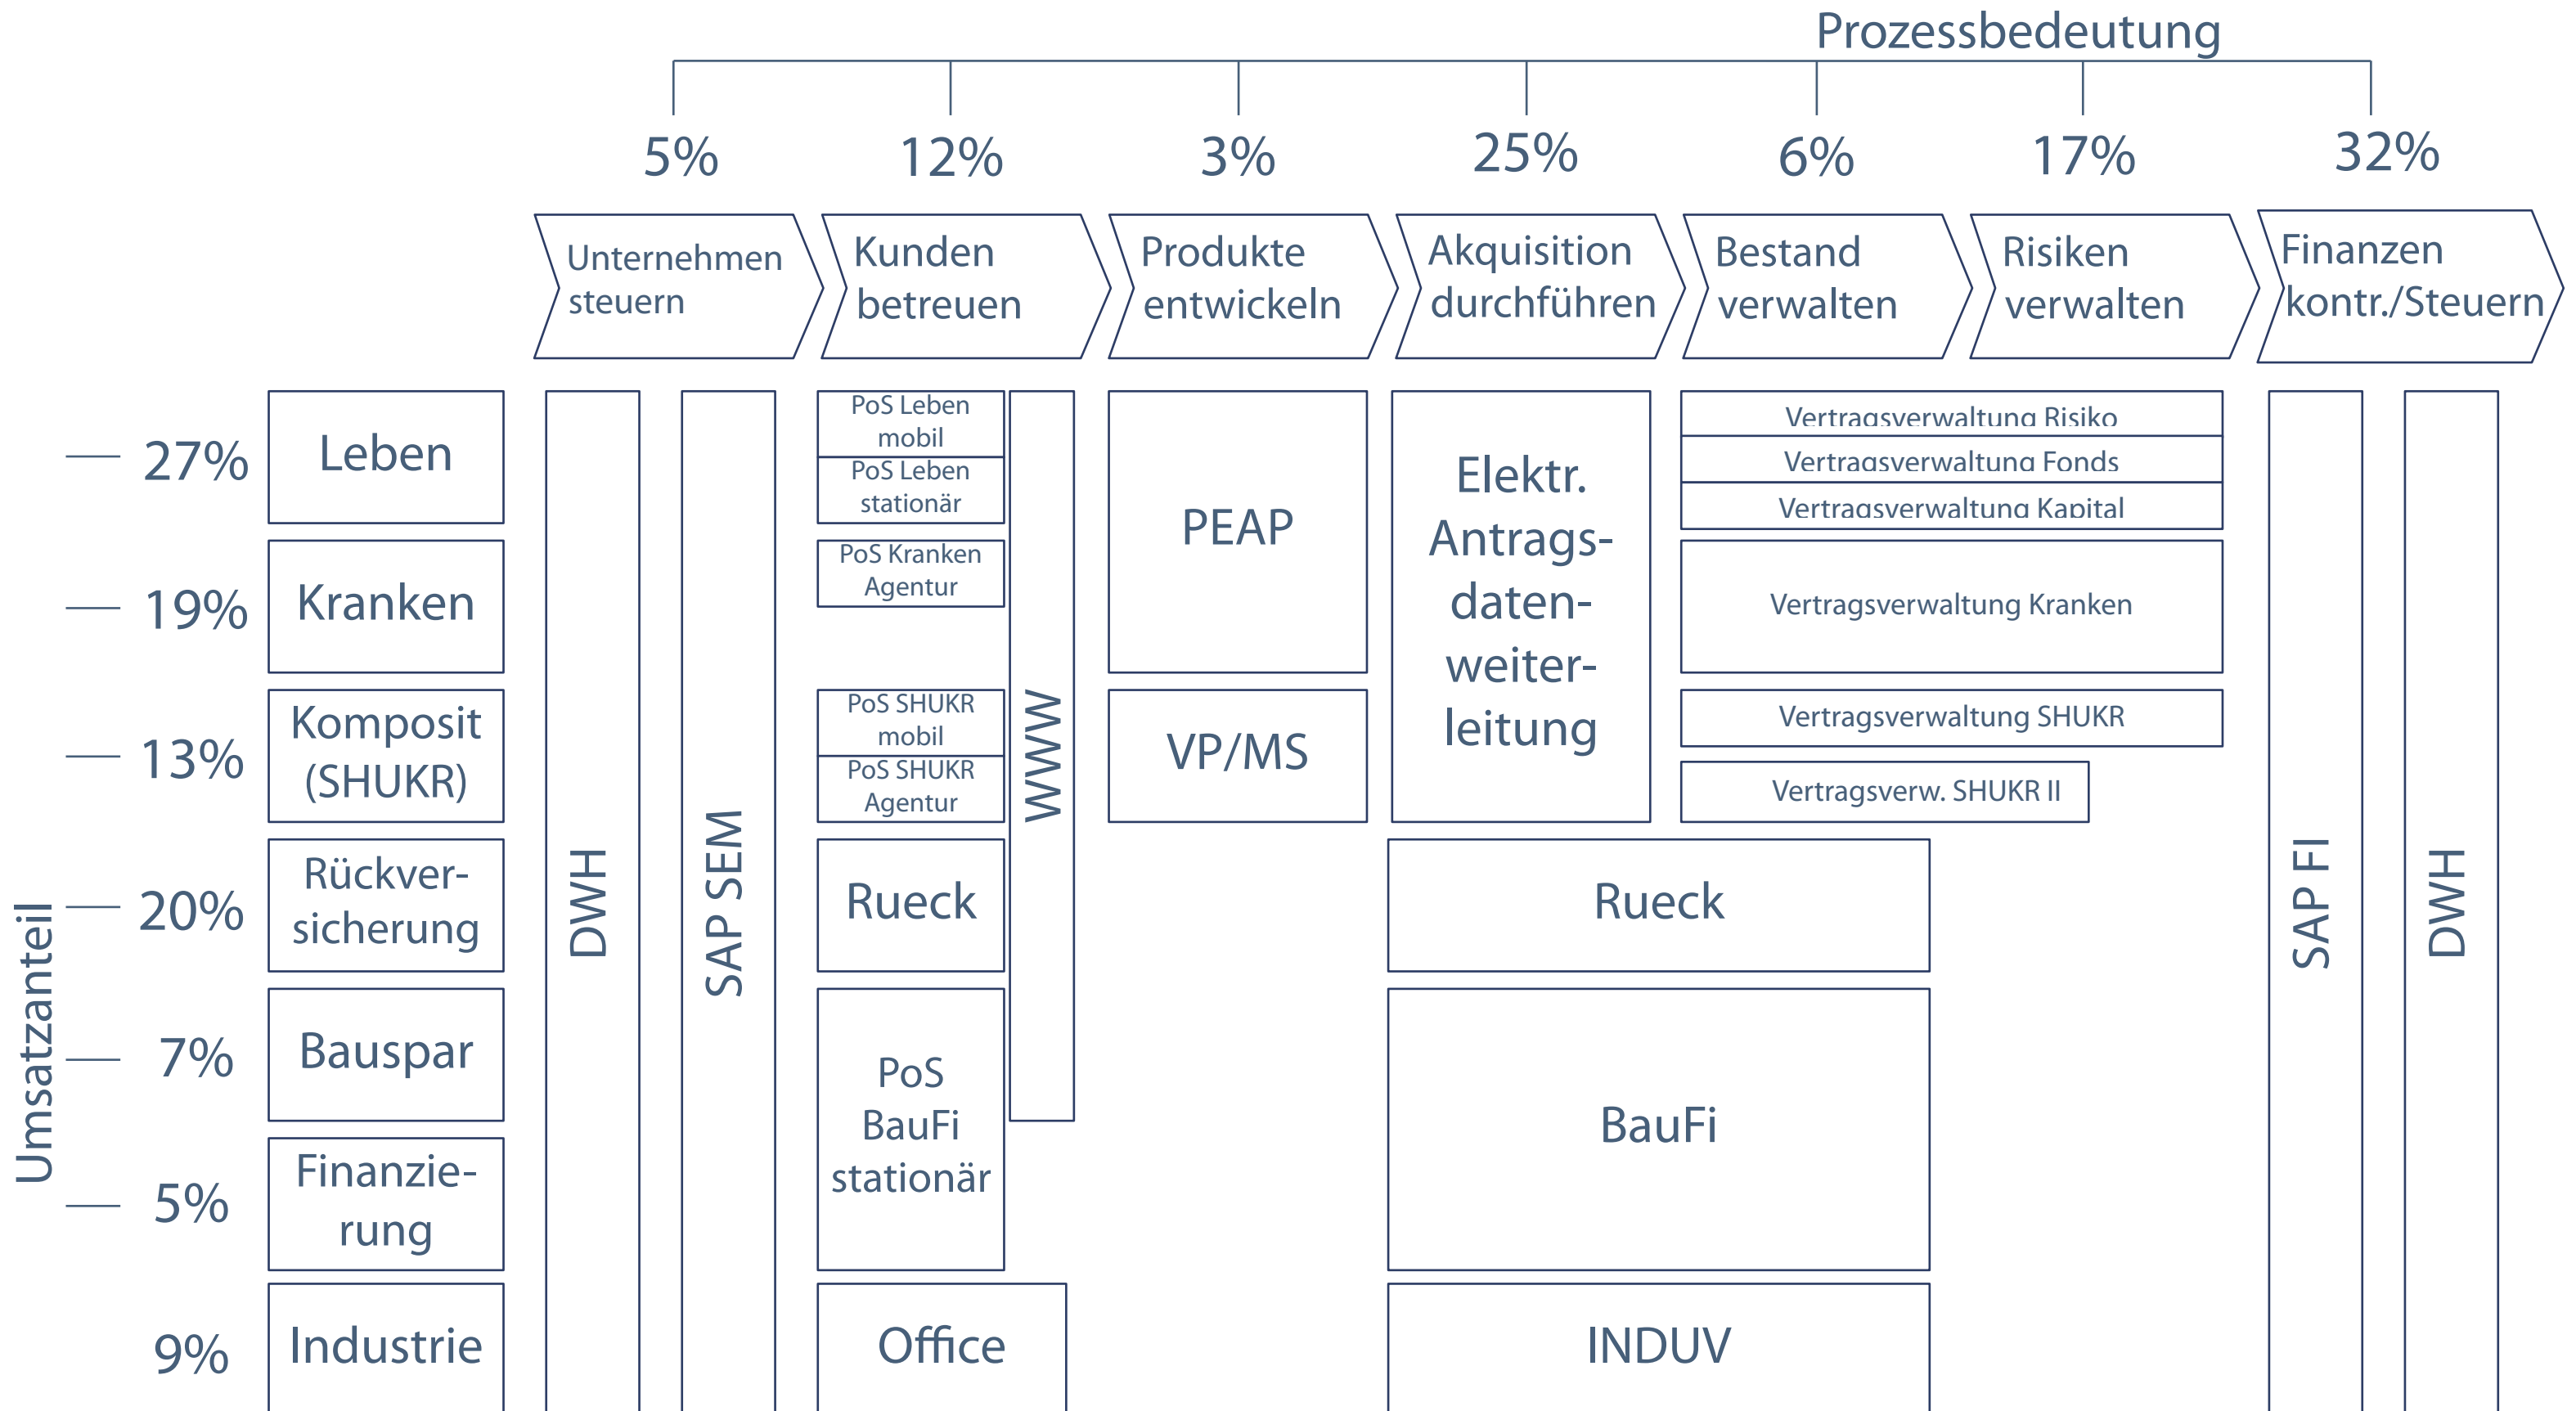 Prozessbedeutung
5%
12%
3%
25%
6%
17%
32%
Unternehmen
steuern
Kunden
betreuen
Produkte
entwickeln
Akquisition
durchführen
Bestand
verwalten
Risiken
verwalten
Finanzen
kontr./Steuern
Umsatzanteil
27%
Leben
19%
Kranken
13%
Komposit
(SHUKR)
20%
Rückver-
sicherung
7%
Bauspar
5%
Finanzie-
rung
9%
Industrie
DWH
SAP SEM
PoS Leben
mobil
PoS Leben
stationär
PoS Kranken
Agentur
PoS SHUKR
mobil
PoS SHUKR
Agentur
Rueck
PoS
BauFi
stationär
Office
WWW
PEAP
VP/MS
Elektr.
Antrags-
daten-
weiter-
leitung
Vertragsverwaltung Risiko
Vertragsverwaltung Fonds
Vertragsverwaltung Kapital
Vertragsverwaltung Kranken
Vertragsverwaltung SHUKR
Vertragsverw. SHUKR II
Rueck
BauFi
INDUV
SAP FI
DWH